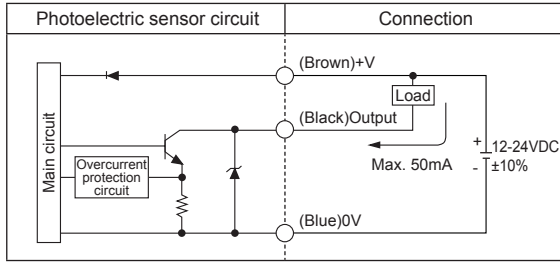 Photoelectric sensor circuit
Connection
Main circuit
Overcurrent
protection
circuit
(Brown)+V
(Black)Output
(Blue)0V
Load
Max. 50mA
+
12-24VDC
-
±10%